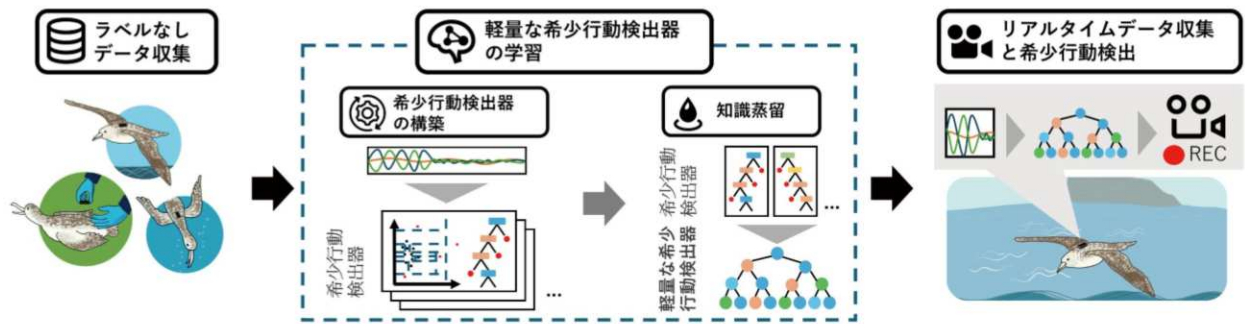 ラベルなし
データ収集
軽量な希少行動検出器
の学習
希少行動検出器
の構築
希少行動
検出器
...
知識蒸留
希少行動
検出器
...
軽量な希少
行動検出器
リアルタイムデータ収集
と希少行動検出
REC